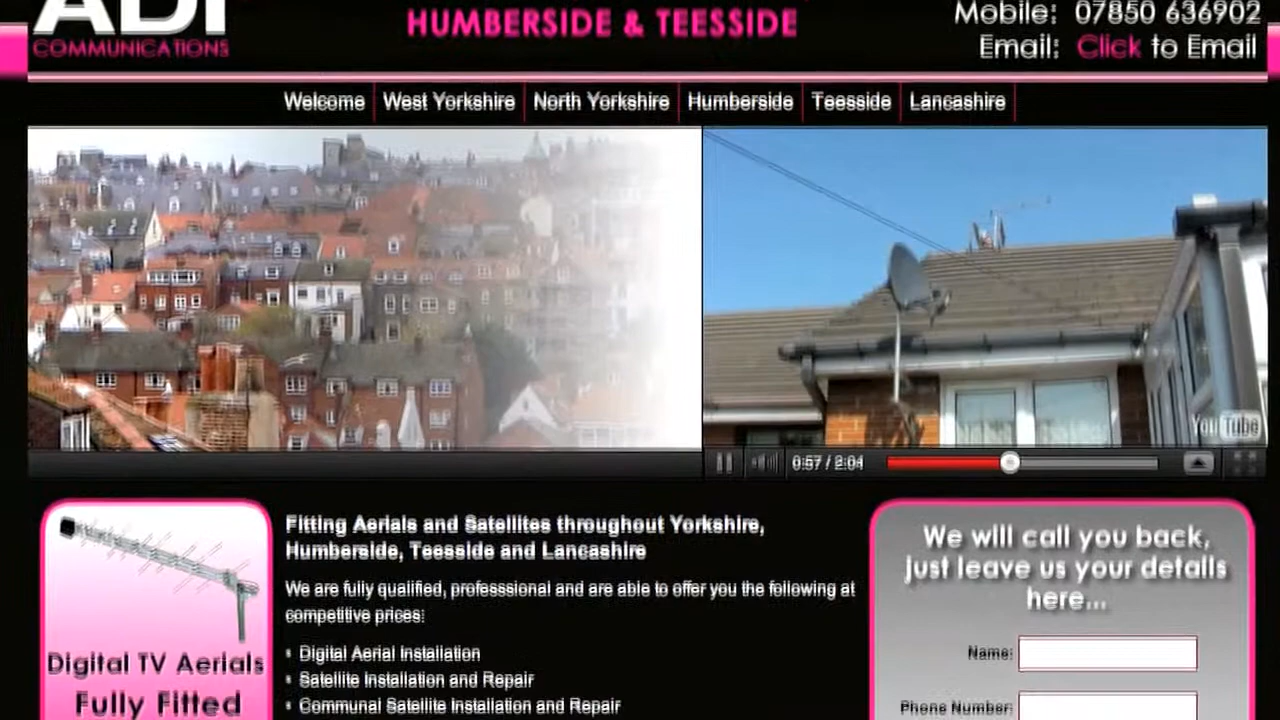 ADI
COMMUNICATIONS
HUMBERSIDE & TEESSIDE
Mobile: 07850 636902
Email: Click to Email
Welcome
West Yorkshire
North Yorkshire
Humberside
Teesside
Lancashire
You Tube
0:57 / 2:04
Digital TV Aerials
Fully Fitted
Fitting Aerials and Satellites throughout Yorkshire,
Humberside, Teesside and Lancashire
We are fully qualified, professsional and are able to offer you the following at
competitive prices:
• Digital Aerial Installation
• Satellite Installation and Repair
• Communal Satellite Installation and Repair
We will call you back,
just leave us your details
here...
Name:
Phone Number: